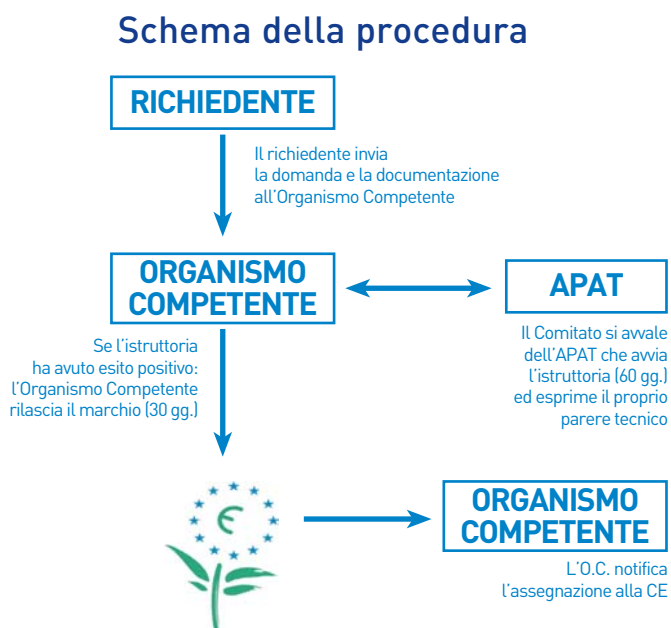 Schema della procedura
RICHIEDENTE
Il richiedente invia
la domanda e la documentazione
all'Organismo Competente
ORGANISMO
COMPETENTE
APAT
Se l'istruttoria
ha avuto esito positivo:
l'Organismo Competente
rilascia il marchio (30 gg.)
Il Comitato si avvale
dell'APAT che avvia
l'istruttoria (60 gg.)
ed esprime il proprio
parere tecnico
ORGANISMO
COMPETENTE
L'O.C. notifica
l'assegnazione alla CE